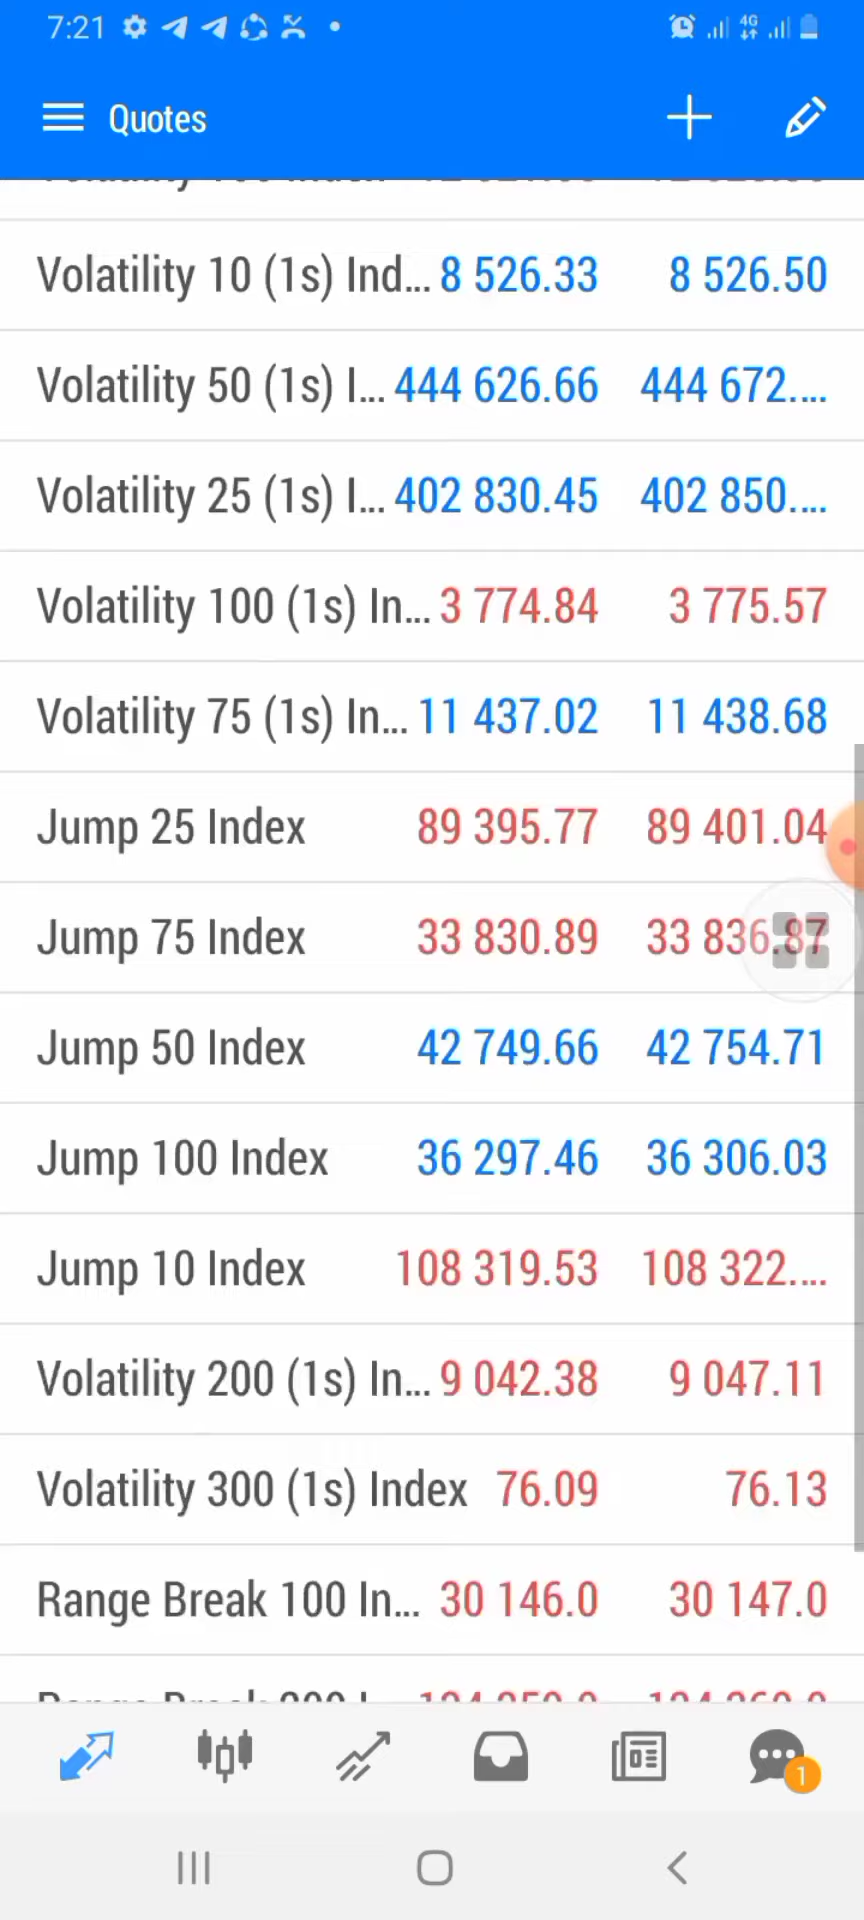 7:21 4G
Quotes
Volatility 10 (1s) Ind... 8 526.33 8 526.50
Volatility 50 (1s) I... 444 626.66 444 672....
Volatility 25 (1s) I... 402 830.45 402 850....
Volatility 100 (1s) In... 3 774.84 3 775.57
Volatility 75 (1s) In... 11 437.02 11 438.68
Jump 25 Index 89 395.77 89 401.04
Jump 75 Index 33 830.89 33 836.87
Jump 50 Index 42 749.66 42 754.71
Jump 100 Index 36 297.46 36 306.03
Jump 10 Index 108 319.53 108 322....
Volatility 200 (1s) In... 9 042.38 9 047.11
Volatility 300 (1s) Index 76.09 76.13
Range Break 100 In... 30 146.0 30 147.0
1